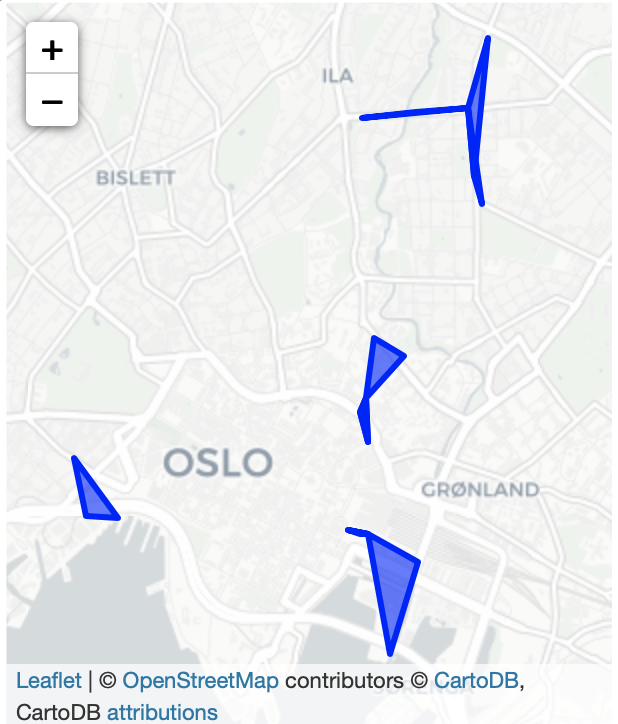 +
ILA
−
BISLETT
OSLO
GRØNLAND
Leaflet | © OpenStreetMap contributors © CartoDB,
CartoDB attributions